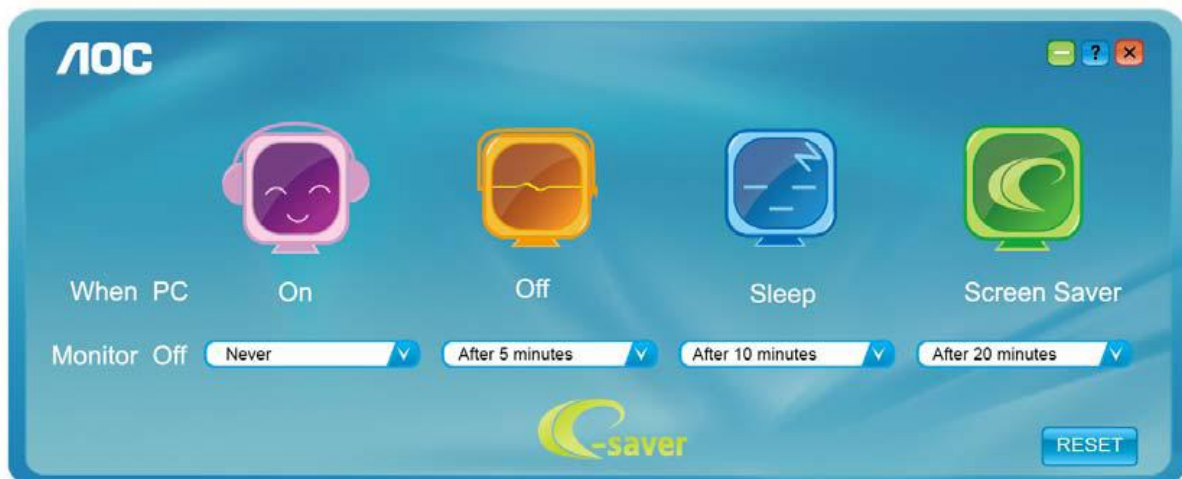 AOC
?
When PC On Off Sleep Screen Saver
Monitor Off Never After 5 minutes After 10 minutes After 20 minutes
e-saver
RESET